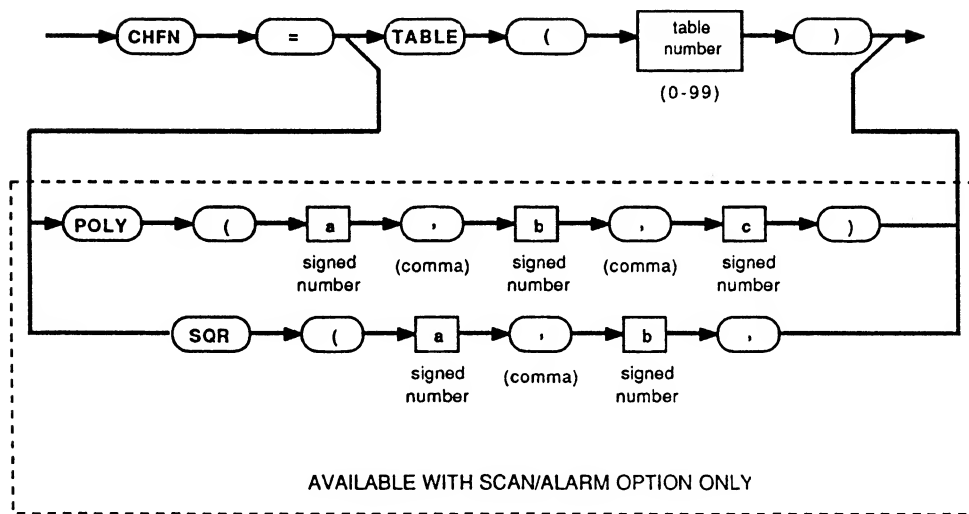 CHFN = TABLE ( table number )
(0-99)
POLY ( a , b , c )
signed number (comma) signed number (comma) signed number
SQR ( a , b ,
signed number (comma) signed number
AVAILABLE WITH SCAN/ALARM OPTION ONLY